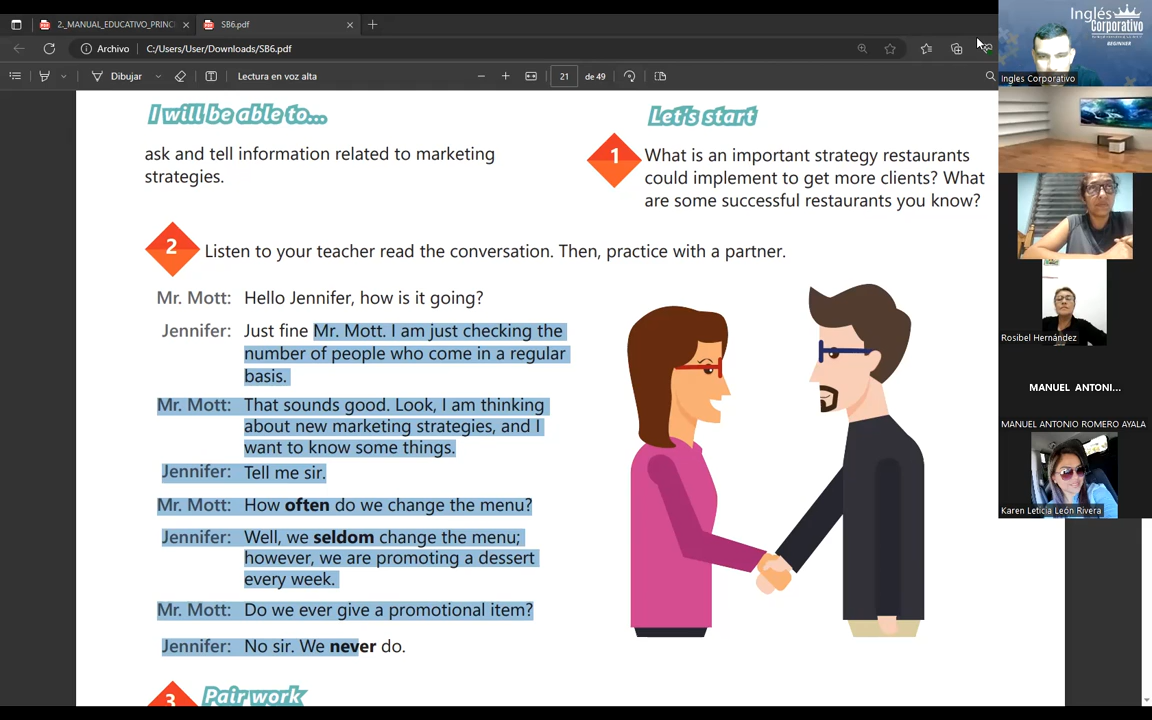 2._MANUAL_EDUCATIVO_PRINC
SB6.pdf
Archivo
C:/Users/User/Downloads/SB6.pdf
Dibujar
Lectura en voz alta
21
de 49
I will be able to...
ask and tell information related to marketing
strategies.
Let's start
1
What is an important strategy restaurants
could implement to get more clients? What
are some successful restaurants you know?
2
Listen to your teacher read the conversation. Then, practice with a partner.
Mr. Mott: Hello Jennifer, how is it going?
Jennifer: Just fine Mr. Mott. I am just checking the
number of people who come in a regular
basis.
Mr. Mott: That sounds good. Look, I am thinking
about new marketing strategies, and I
want to know some things.
Jennifer: Tell me sir.
Mr. Mott: How often do we change the menu?
Jennifer: Well, we seldom change the menu;
however, we are promoting a dessert
every week.
Mr. Mott: Do we ever give a promotional item?
Jennifer: No sir. We never do.
3
Pair work
Inglés
Corporativo
BEGINNER
Ingles Corporativo
Rosibel Hernández
MANUEL ANTONI...
MANUEL ANTONIO ROMERO AYALA
Karen Leticia León Rivera